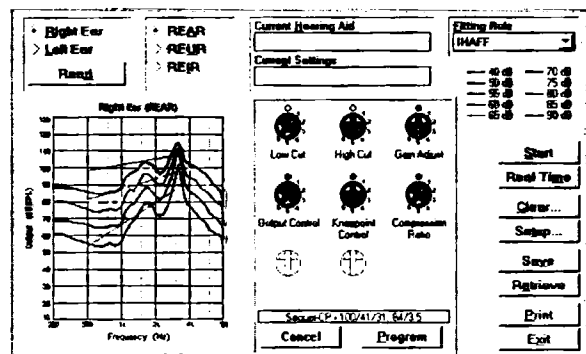 Right Ear
Left Ear
Read
REAR
REUR
REIR
Current Hearing Aid
Current Settings
Fitting Rule
IHAFF
40 dB
50 dB
55 dB
60 dB
65 dB
70 dB
75 dB
80 dB
85 dB
90 dB
Right Ear (REAR)
Output (dBSPL)
Frequency (Hz)
Low Cut
High Cut
Gain Adjust
Output Control
Kneepoint Control
Compression Ratio
Cancel
Program
Start
Real Time
Clear...
Setup...
Save
Retrieve
Print
Exit